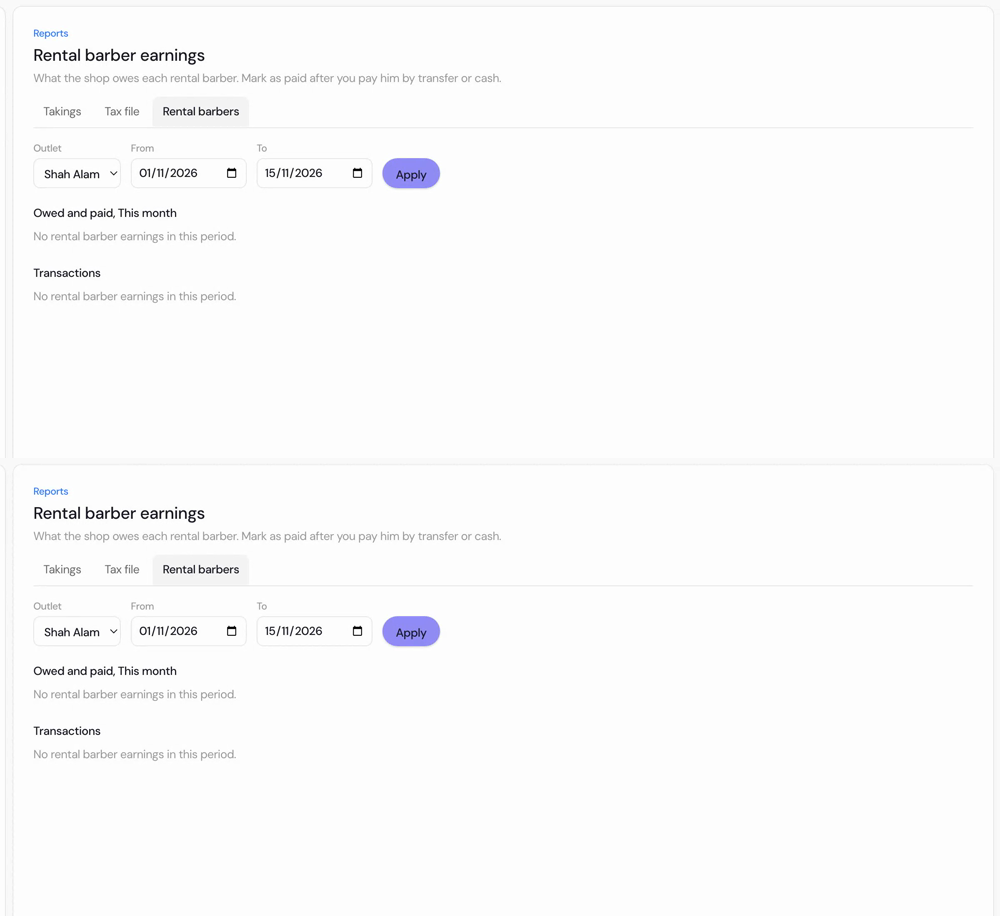 Reports
Rental barber earnings
What the shop owes each rental barber. Mark as paid after you pay him by transfer or cash.
Takings Tax file Rental barbers
Outlet From To
Shah Alam 01/11/2026 15/11/2026 Apply
Owed and paid, This month
No rental barber earnings in this period.
Transactions
No rental barber earnings in this period.
Reports
Rental barber earnings
What the shop owes each rental barber. Mark as paid after you pay him by transfer or cash.
Takings Tax file Rental barbers
Outlet From To
Shah Alam 01/11/2026 15/11/2026 Apply
Owed and paid, This month
No rental barber earnings in this period.
Transactions
No rental barber earnings in this period.